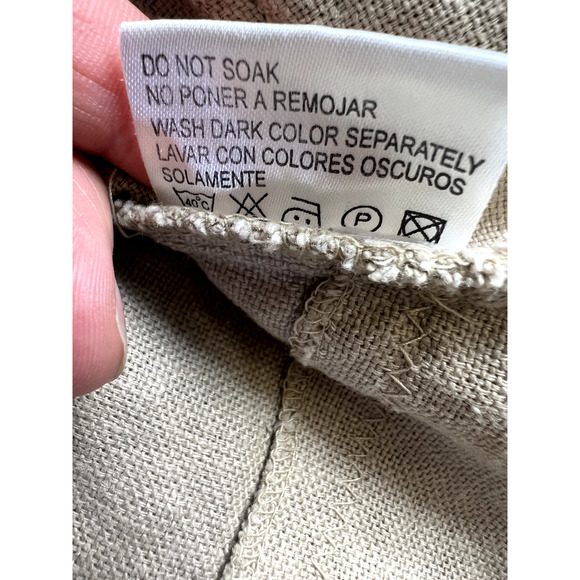 DO NOT SOAK
NO PONER A REMOJAR
WASH DARK COLOR SEPARATELY
LAVAR CON COLORES OSCUROS
SOLAMENTE
40°C P